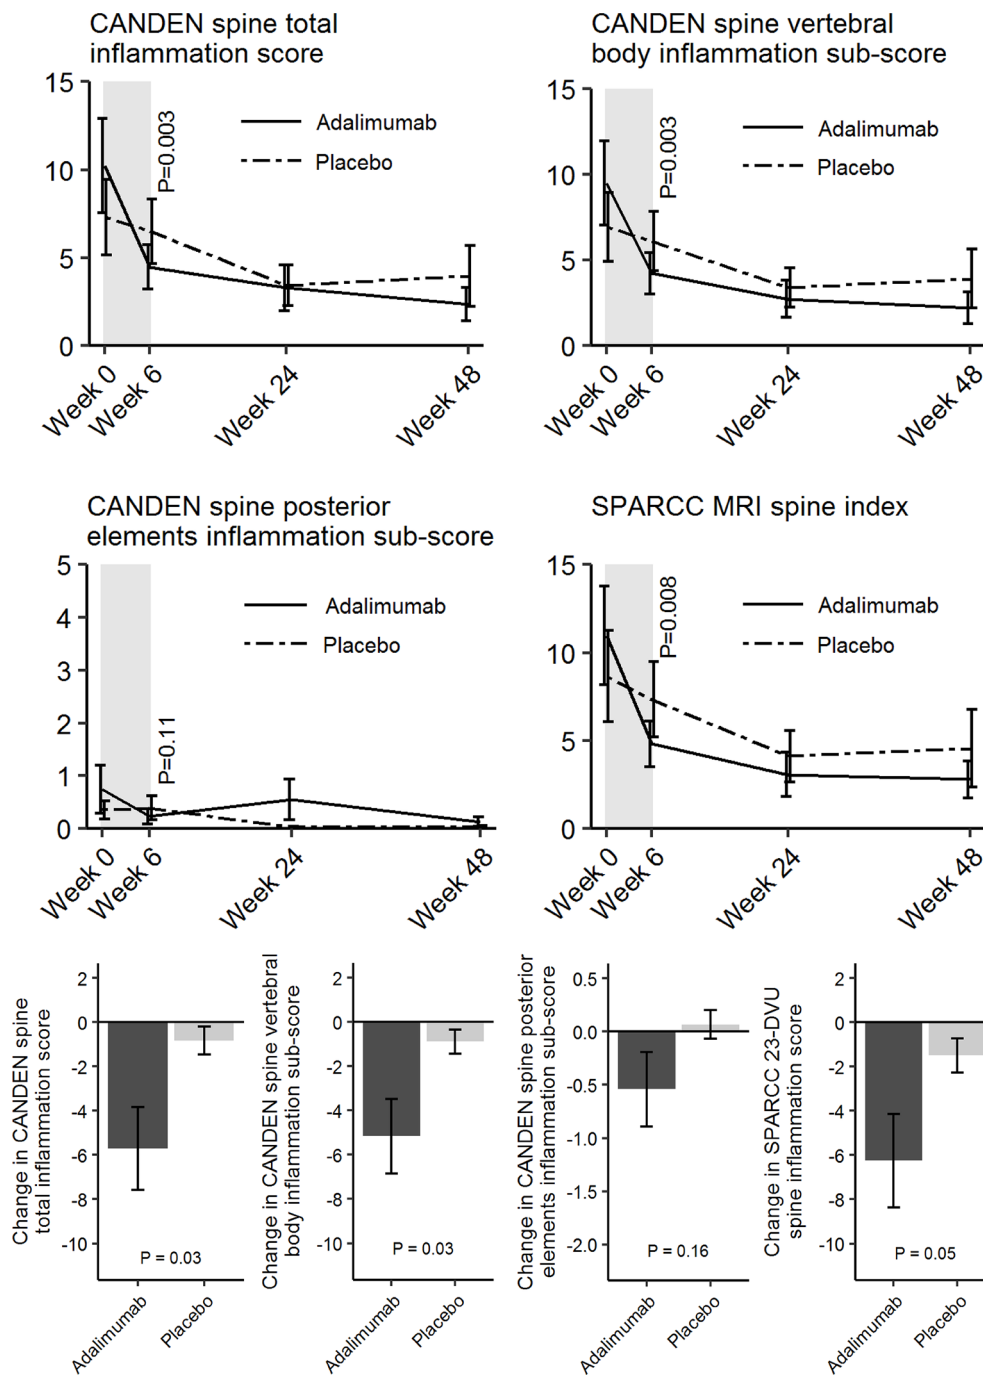 CANDEN spine total
inflammation score
15
10
5
0
P=0.003
Adalimumab
Placebo
Week 0
Week 6
Week 24
Week 48
CANDEN spine vertebral
body inflammation sub-score
15
10
5
0
P=0.003
Adalimumab
Placebo
Week 0
Week 6
Week 24
Week 48
CANDEN spine posterior
elements inflammation sub-score
5
4
3
2
1
0
P=0.11
Adalimumab
Placebo
Week 0
Week 6
Week 24
Week 48
SPARCC MRI spine index
15
10
5
0
P=0.008
Adalimumab
Placebo
Week 0
Week 6
Week 24
Week 48
Change in CANDEN spine
total inflammation score
2
0
-2
-4
-6
-8
-10
P = 0.03
Adalimumab
Placebo
Change in CANDEN spine vertebral
body inflammation sub-score
2
0
-2
-4
-6
-8
-10
P = 0.03
Adalimumab
Placebo
Change in CANDEN spine posterior
elements inflammation sub-score
0.5
0.0
-0.5
-1.0
-1.5
-2.0
P = 0.16
Adalimumab
Placebo
Change in SPARCC 23-DVU
spine inflammation score
2
0
-2
-4
-6
-8
-10
P = 0.05
Adalimumab
Placebo